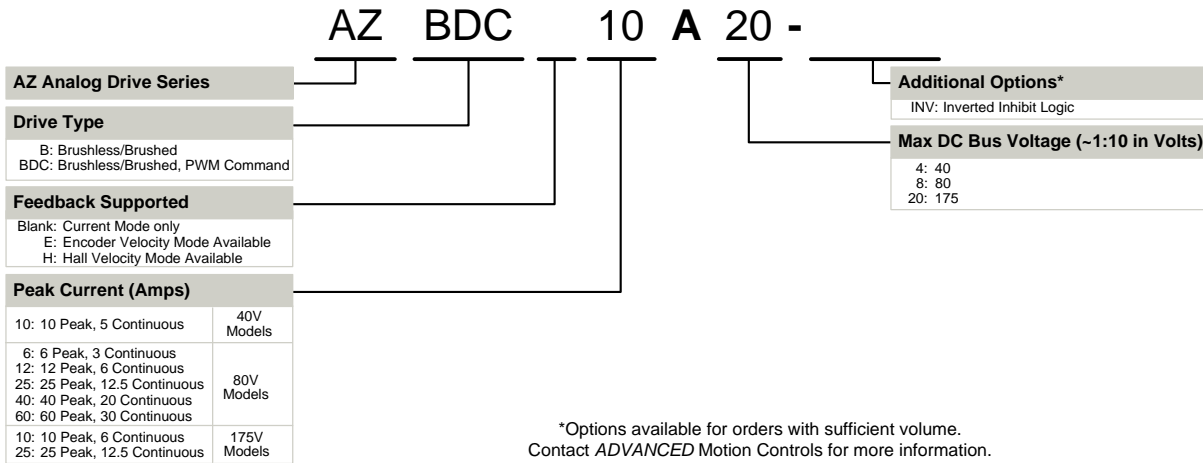 AZ BDC 10 A 20 -
AZ Analog Drive Series
Drive Type
B: Brushless/Brushed
BDC: Brushless/Brushed, PWM Command
Feedback Supported
Blank: Current Mode only
E: Encoder Velocity Mode Available
H: Hall Velocity Mode Available
Peak Current (Amps)
10: 10 Peak, 5 Continuous
40V
Models
6: 6 Peak, 3 Continuous
12: 12 Peak, 6 Continuous
25: 25 Peak, 12.5 Continuous
40: 40 Peak, 20 Continuous
60: 60 Peak, 30 Continuous
80V
Models
10: 10 Peak, 6 Continuous
25: 25 Peak, 12.5 Continuous
175V
Models
Additional Options*
INV: Inverted Inhibit Logic
Max DC Bus Voltage (~1:10 in Volts)
4: 40
8: 80
20: 175
*Options available for orders with sufficient volume.
Contact ADVANCED Motion Controls for more information.